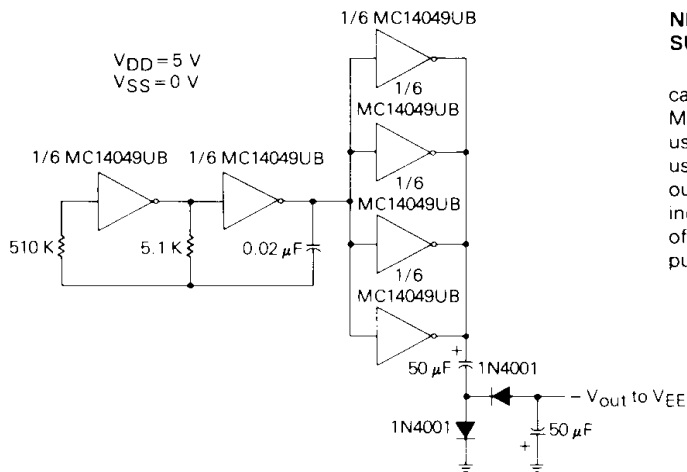 1/6 MC14049UB
VDD = 5 V
VSS = 0 V
1/6
MC14049UB
1/6 MC14049UB 1/6 MC14049UB
1/6
MC14049UB
510 K
5.1 K
0.02 µF
1/6
MC14049UB
+
50 µF
1N4001
– Vout to VEE
1N4001
+
50 µF
SU
ca
M
us
us
ou
in
of
pu